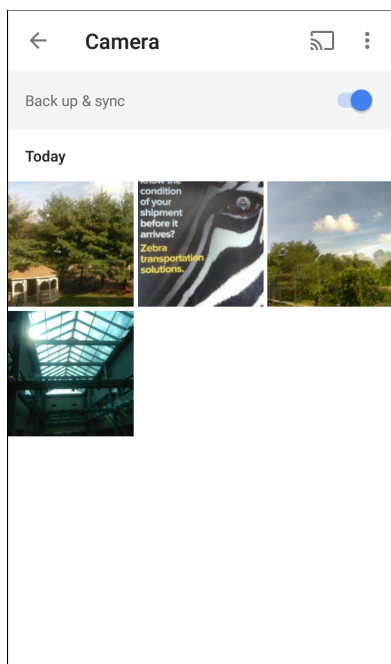 Camera
Back up & sync
Today
know the
condition
of your
shipment
before it
arrives?
Zebra
transportation
solutions.